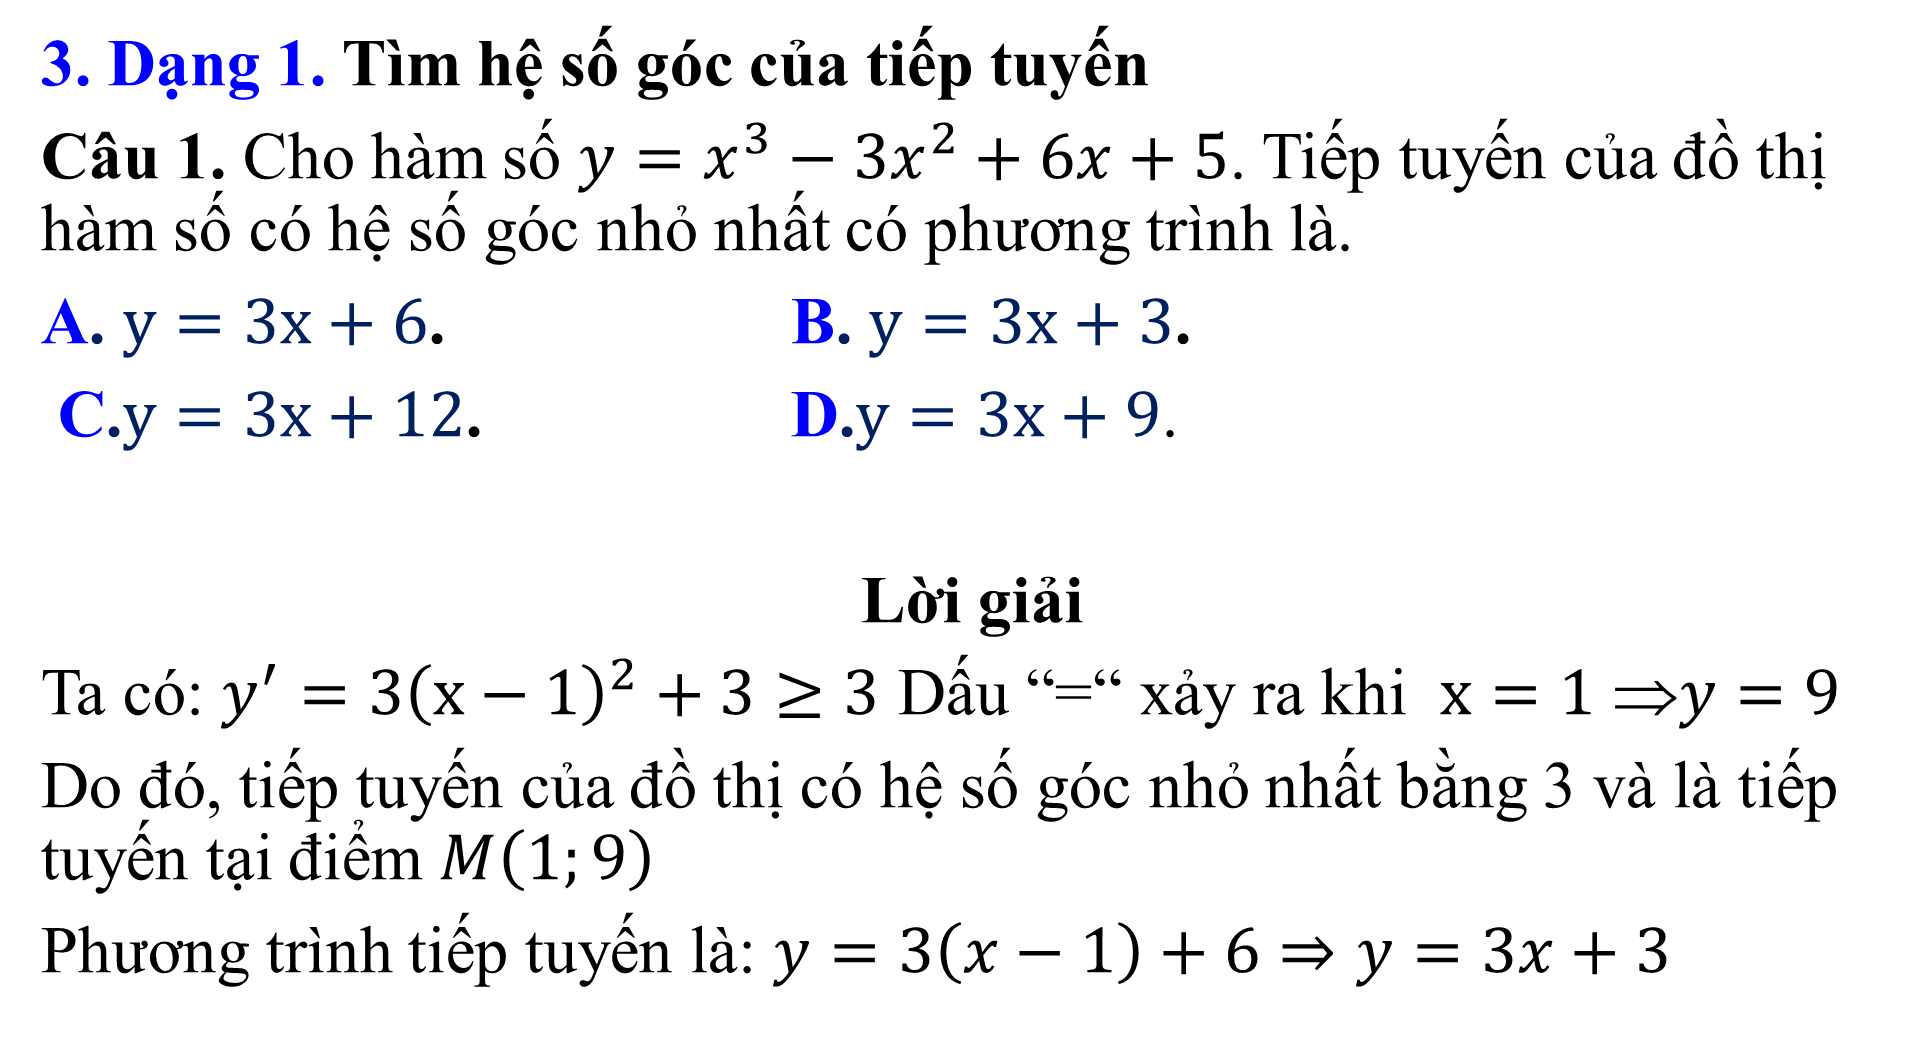 3. Dạng 1. Tìm hệ số góc của tiếp tuyến
Câu 1. Cho hàm số y = x³ − 3x² + 6x + 5. Tiếp tuyến của đồ thị
hàm số có hệ số góc nhỏ nhất có phương trình là.
A. y = 3x + 6. B. y = 3x + 3.
C.y = 3x + 12. D.y = 3x + 9.
Lời giải
Ta có: y′ = 3(x − 1)² + 3 ≥ 3 Dấu “=“ xảy ra khi x = 1 ⇒y = 9
Do đó, tiếp tuyến của đồ thị có hệ số góc nhỏ nhất bằng 3 và là tiếp
tuyến tại điểm M(1; 9)
Phương trình tiếp tuyến là: y = 3(x − 1) + 6 ⇒ y = 3x + 3